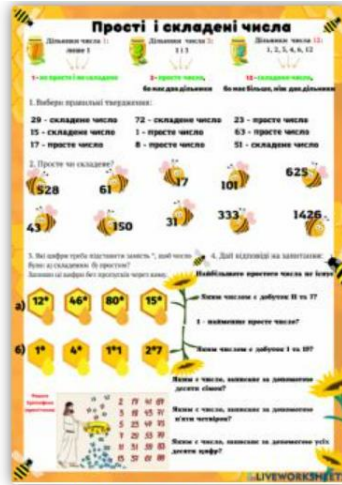 Прості і складені числа
Дільники числа 1:
лише 1
Дільники числа 3:
1 і 3
Дільники числа 12:
1, 2, 3, 4, 6, 12
1 - не просте і не складене
3 - просте число,
бо має два дільники
12 - складене число,
бо має більше, ніж два дільники
1. Вибери правильні твердження:
29 - складене число
72 - складене число
23 - просте число
15 - складене число
1 - просте число
63 - просте число
17 - просте число
8 - просте число
51 - складене число
2. Просте чи складене?
528
61
17
101
625
43
150
31
333
1426
3. Які цифри треба підставити замість *, щоб число
було: а) складеним б) простим?
Запиши ці цифри без пропусків через кому.
4. Дай відповіді на запитання:
Найбільшого простого числа не існує
а)
12*
46*
80*
15*
Яким числом є добуток 11 та 7?
1 - найменше просте число?
б)
1*
4*
1*1
2*7
Яким числом є добуток 1 та 19?
Яким є число, записане за допомогою
десяти сімок?
Яким є число, записане за допомогою
п'яти четвірок?
Яким є число, записане за допомогою усіх
десяти цифр?
LIVEWORKSHEETS